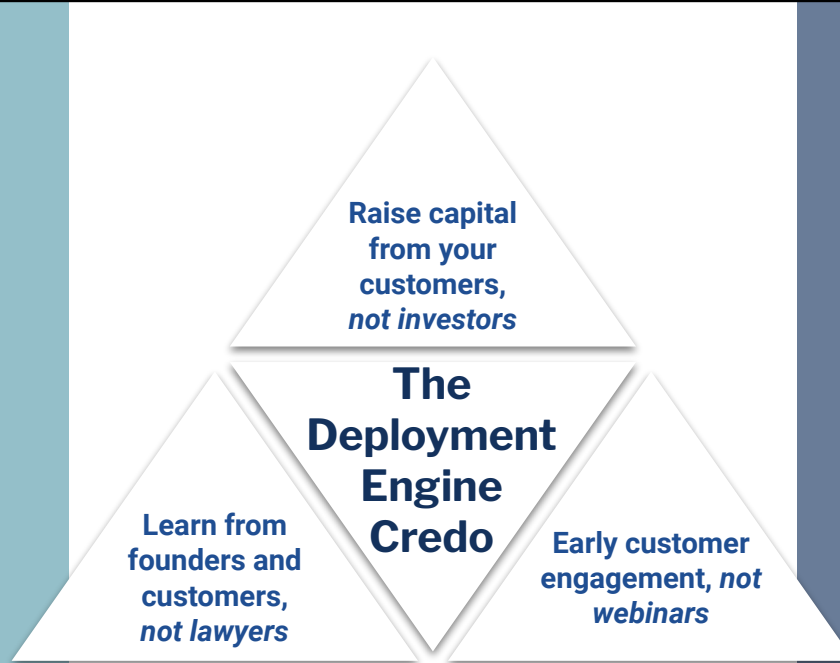 Raise capital
from your
customers,
not investors
The
Deployment
Engine
Credo
Learn from
founders and
customers,
not lawyers
Early customer
engagement, not
webinars